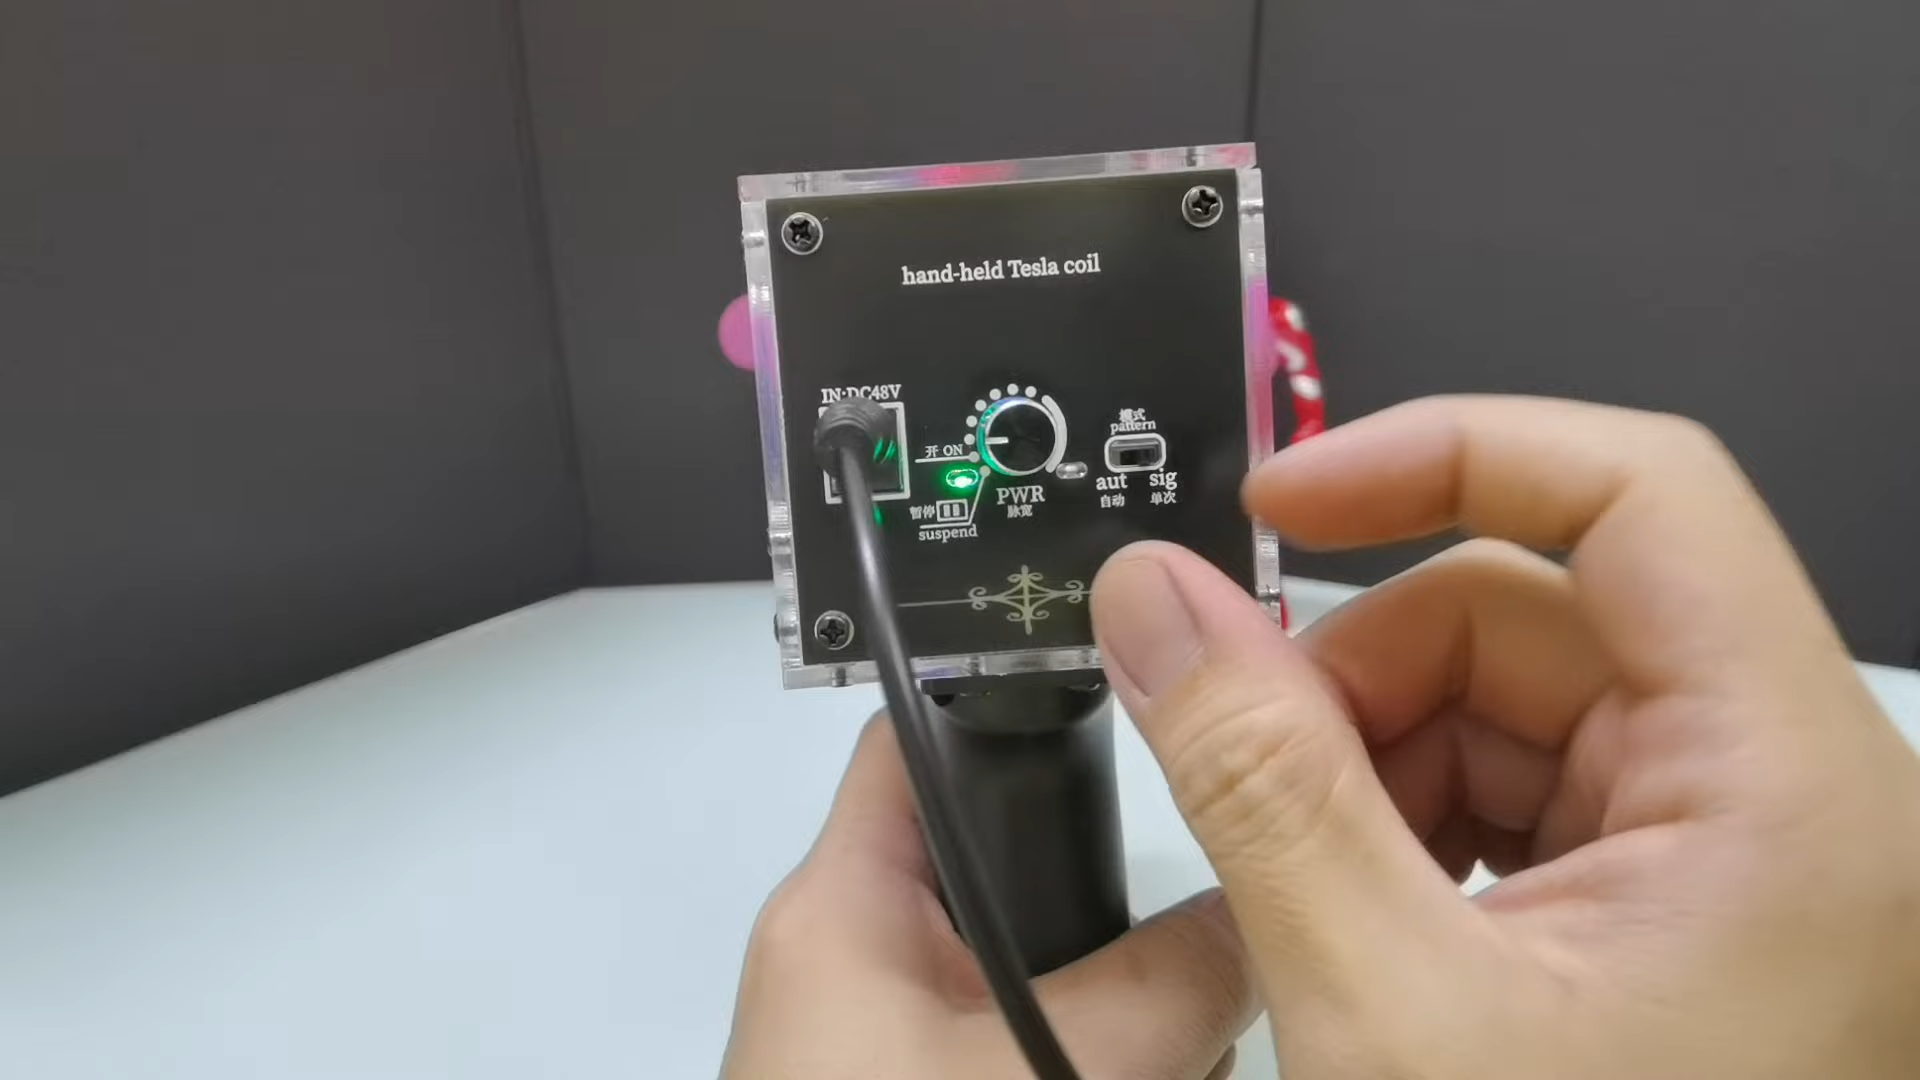 hand-held Tesla coil
IN:DC48V
开 ON
暂停
suspend
PWR
脉宽
模式
pattern
aut
自动
sig
单次